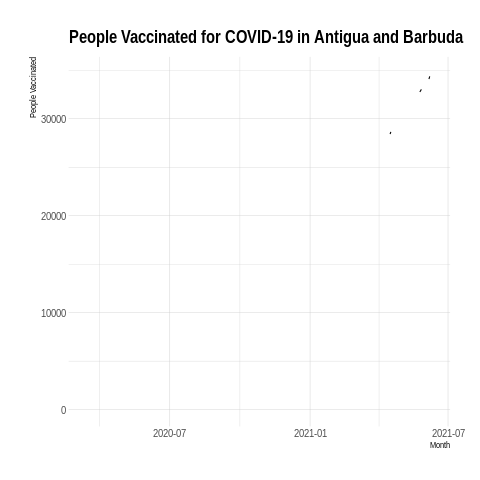 People Vaccinated for COVID-19 in Antigua and Barbuda
People Vaccinated
30000
20000
10000
0
2020-07 2021-01 2021-07
Month